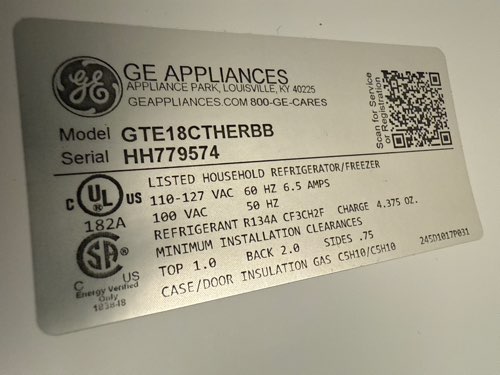 GE APPLIANCES
APPLIANCE PARK, LOUISVILLE, KY 40225
GEAPPLIANCES.COM 800-GE-CARES
Scan for Service
or Registration
Model GTE18CTHERBB
Serial HH779574
C UL US
182A
LISTED HOUSEHOLD REFRIGERATOR/FREEZER
110-127 VAC 60 HZ 6.5 AMPS
100 VAC 50 HZ
REFRIGERANT R134A CF3CH2F CHARGE 4.375 OZ.
MINIMUM INSTALLATION CLEARANCES
TOP 1.0 BACK 2.0 SIDES .75
CASE/DOOR INSULATION GAS C5H10/C5H10
245D1017P031
SA
C US
Energy Verified
Only
183848